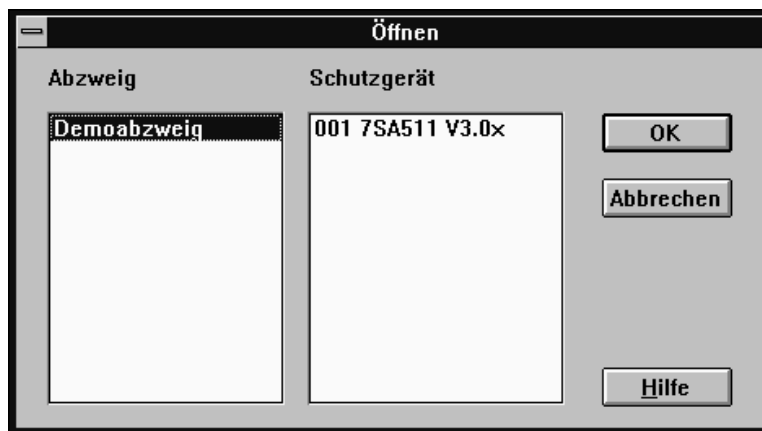 Öffnen
Abzweig
Schutzgerät
Demoabzweig
001 7SA511 V3.0x
OK
Abbrechen
Hilfe